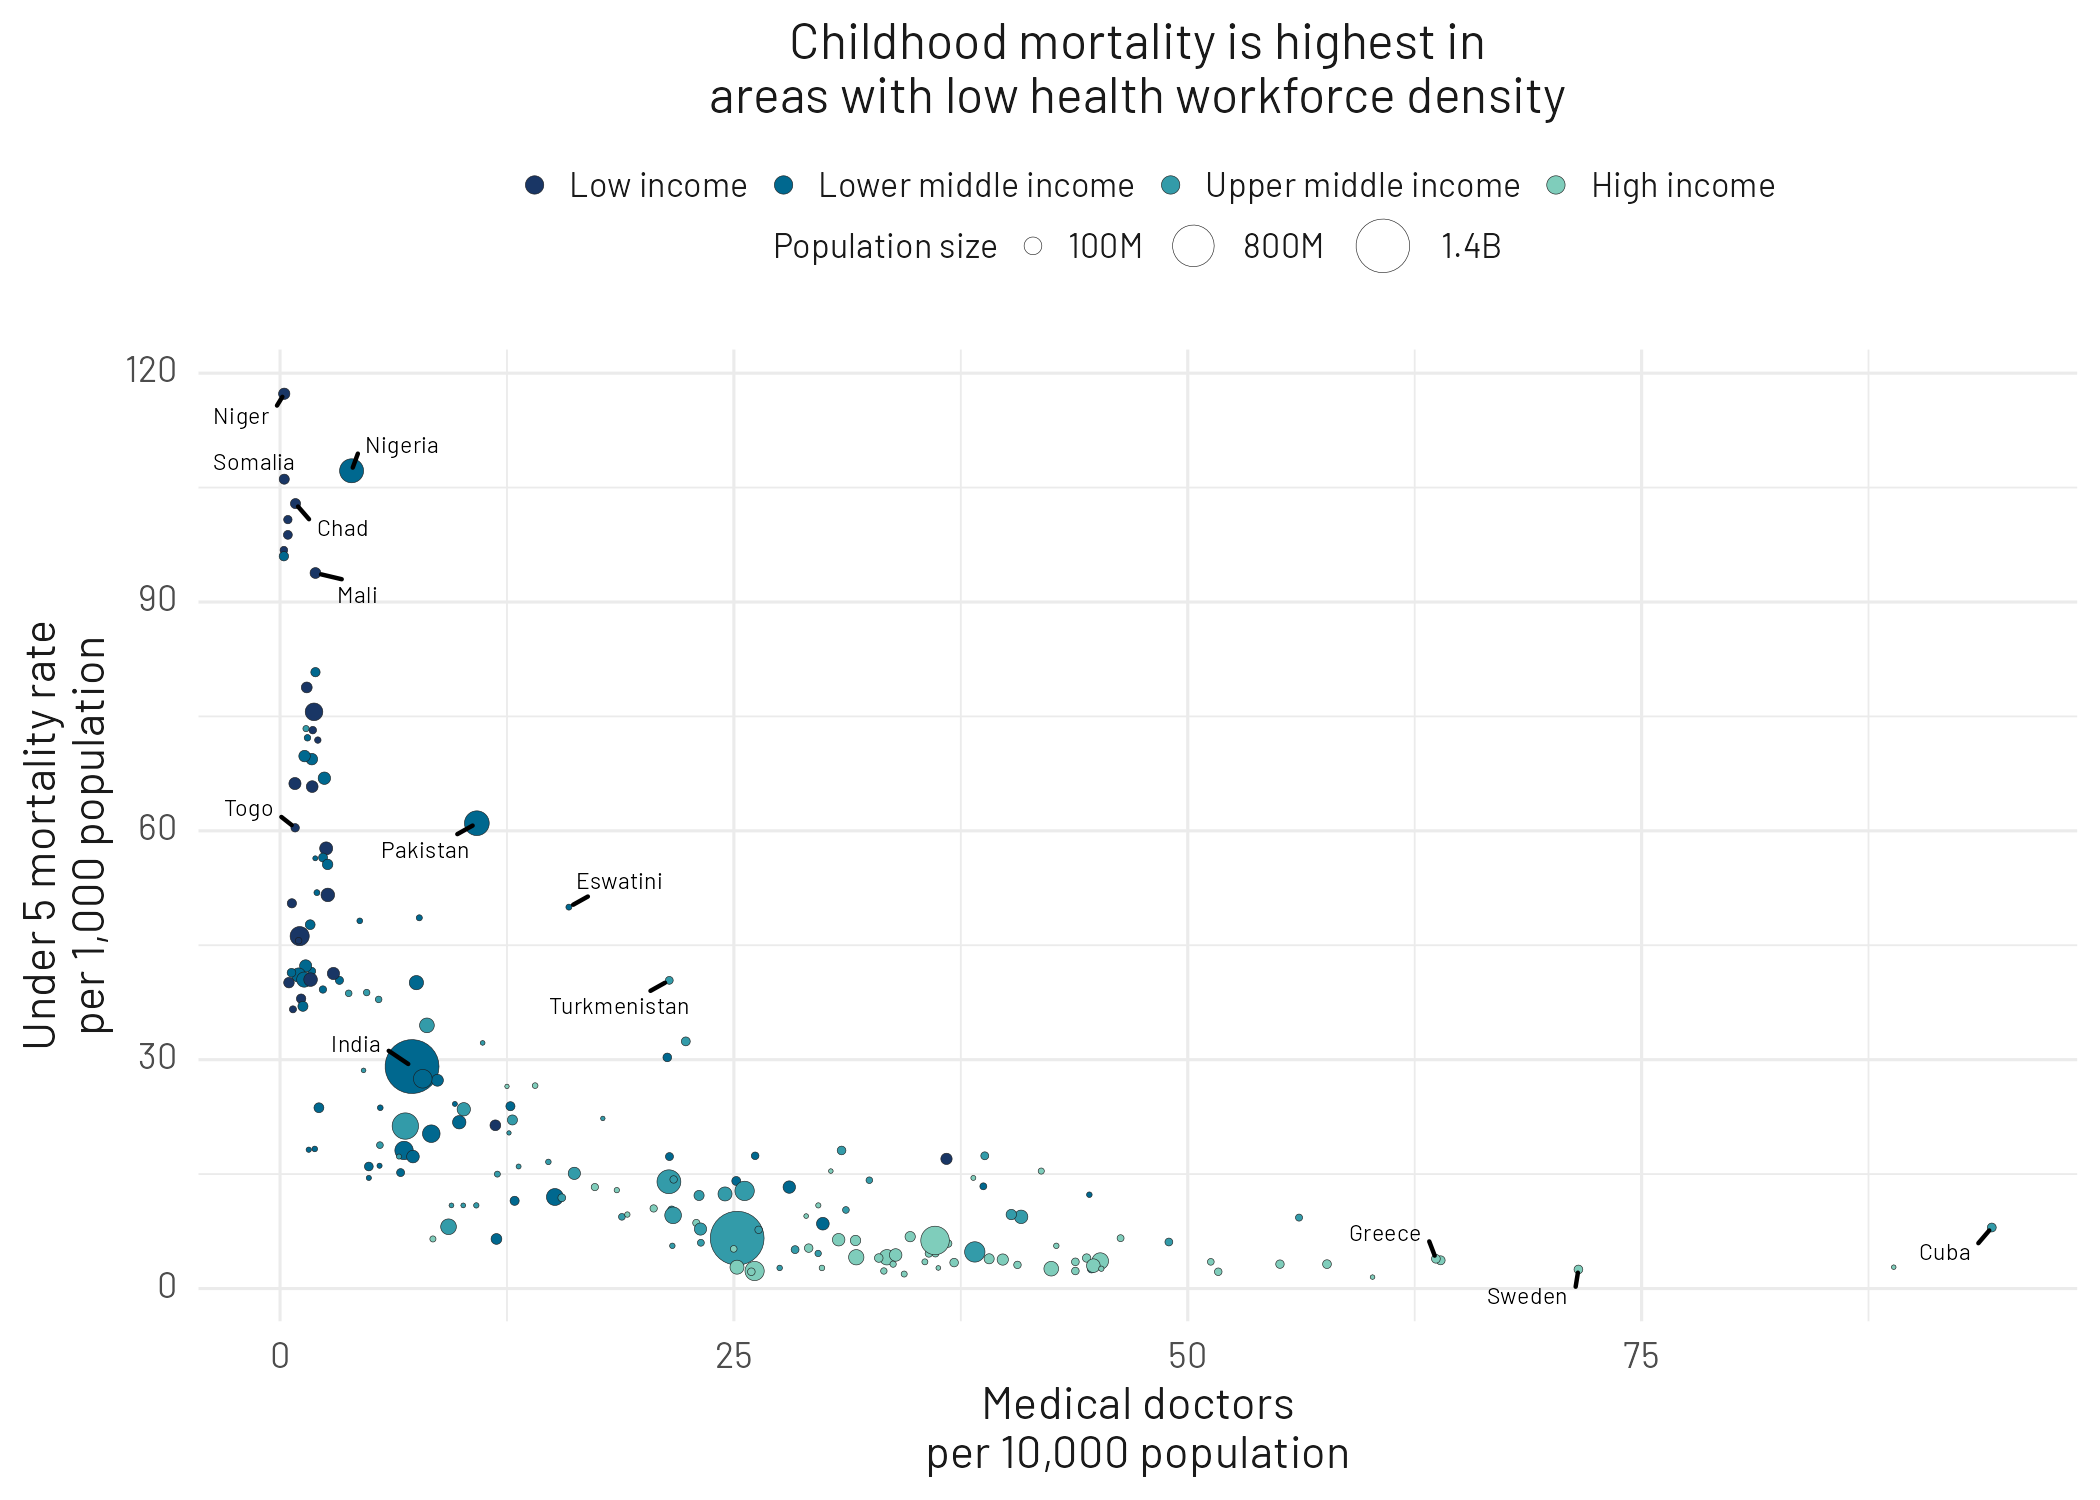 Childhood mortality is highest in
areas with low health workforce density
Low income Lower middle income Upper middle income High income
Population size 100M 800M 1.4B
Under 5 mortality rate
per 1,000 population
120
90
60
30
0
Niger
Nigeria
Somalia
Chad
Mali
Togo
Pakistan
Eswatini
Turkmenistan
India
Greece
Cuba
Sweden
0 25 50 75
Medical doctors
per 10,000 population